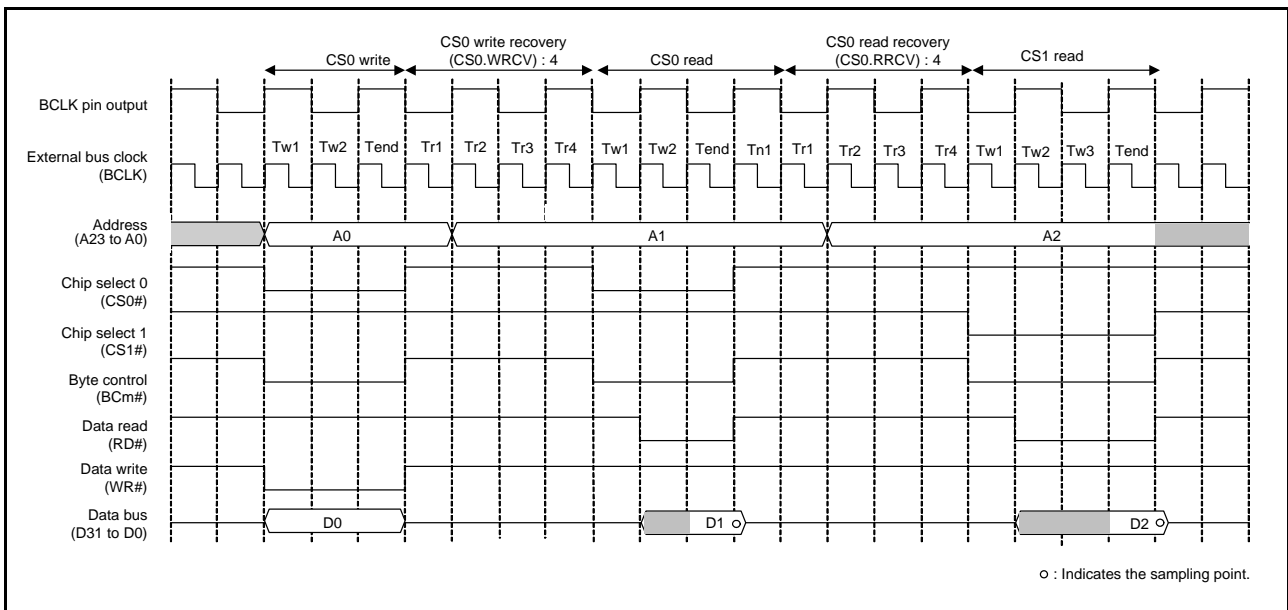 CS0 write
CS0 write recovery
(CS0.WRCV) : 4
CS0 read
CS0 read recovery
(CS0.RRCV) : 4
CS1 read
BCLK pin output
External bus clock
(BCLK)
Tw1 Tw2 Tend Tr1 Tr2 Tr3 Tr4 Tw1 Tw2 Tend Tn1 Tr1 Tr2 Tr3 Tr4 Tw1 Tw2 Tw3 Tend
Address
(A23 to A0)
A0 A1 A2
Chip select 0
(CS0#)
Chip select 1
(CS1#)
Byte control
(BCm#)
Data read
(RD#)
Data write
(WR#)
Data bus
(D31 to D0)
D0 D1 D2
: Indicates the sampling point.